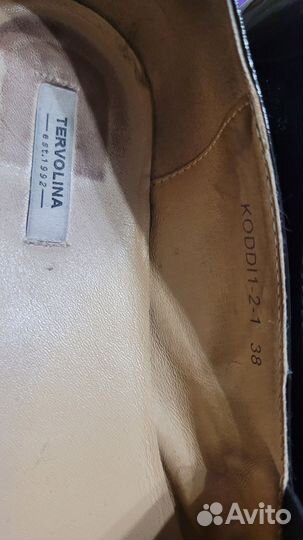 TERVOLINA
est.1992
KODDI1-2-1 38
Avito